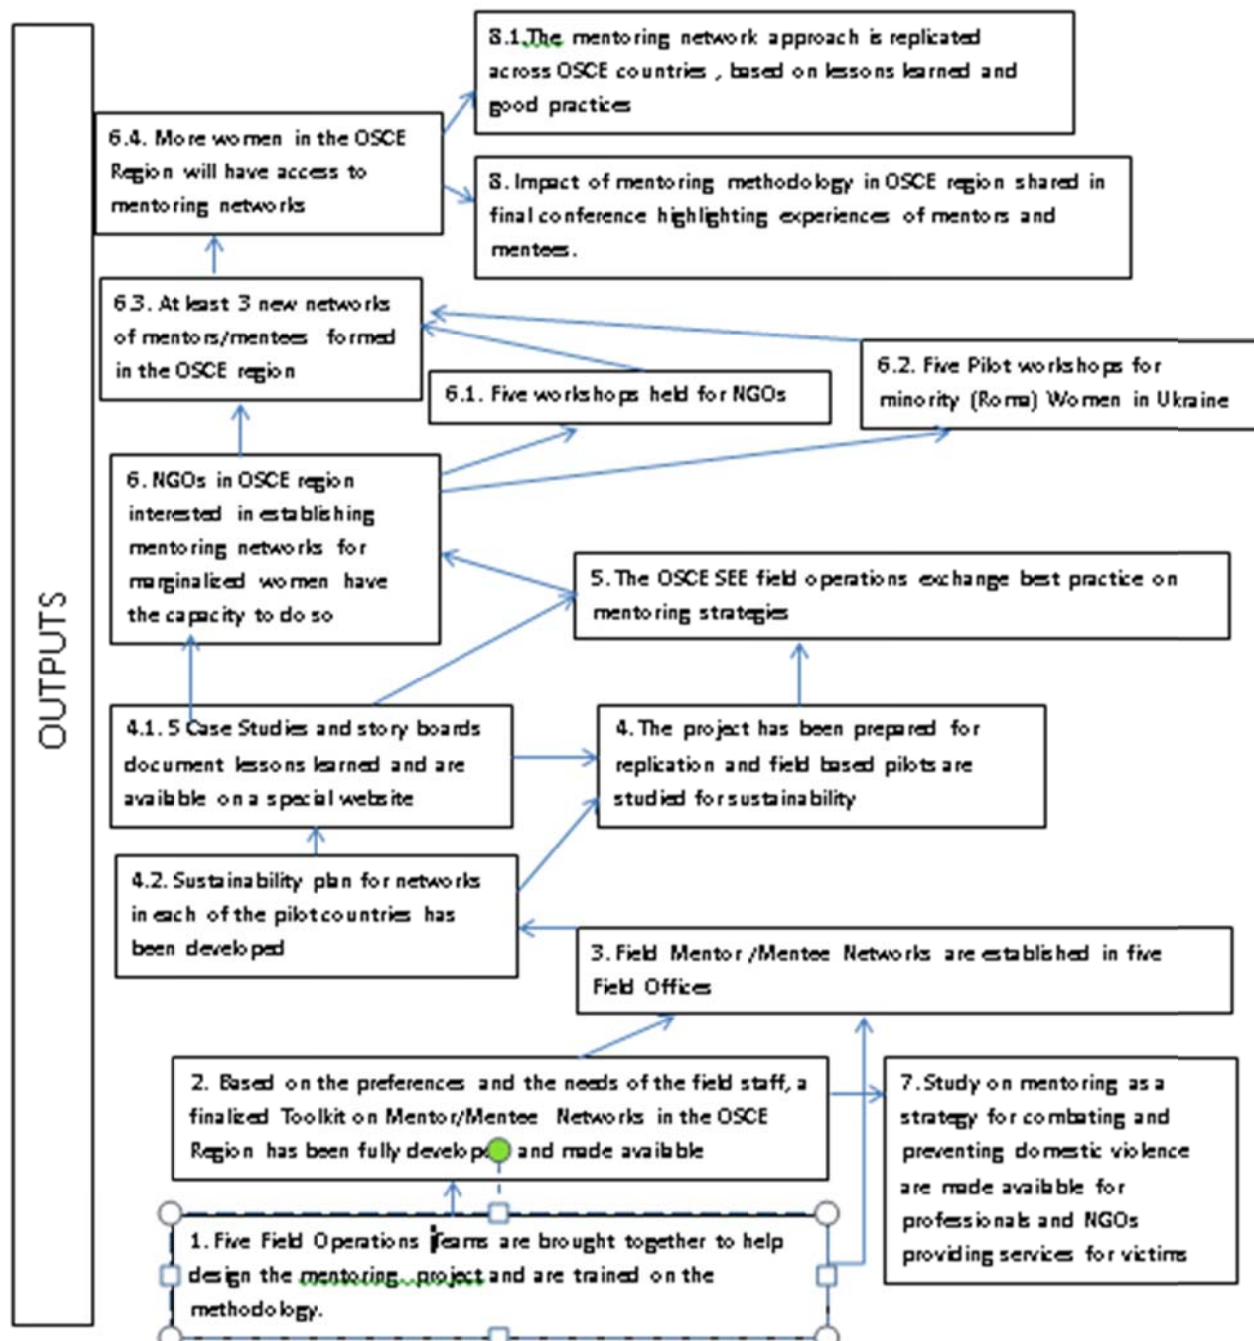 OUTPUTS
8.1.The mentoring network approach is replicated
across OSCE countries , based on lessons learned and
good practices
6.4. More women in the OSCE
Region will have access to
mentoring networks
8. Impact of mentoring methodology in OSCE region shared in
final conference highlighting experiences of mentors and
mentees.
6.3. At least 3 new networks
of mentors/mentees formed
in the OSCE region
6.2. Five Pilot workshops for
minority (Roma) Women in Ukraine
6.1. Five workshops held for NGOs
6. NGOs in OSCE region
interested in establishing
mentoring networks for
marginalized women have
the capacity to do so
5. The OSCE SEE field operations exchange best practice on
mentoring strategies
4.1. 5 Case Studies and story boards
document lessons learned and are
available on a special website
4. The project has been prepared for
replication and field based pilots are
studied for sustainability
4.2. Sustainability plan for networks
in each of the pilot countries has
been developed
3. Field Mentor /Mentee Networks are established in five
Field Offices
2. Based on the preferences and the needs of the field staff, a
finalized Toolkit on Mentor/Mentee Networks in the OSCE
Region has been fully developed and made available
7. Study on mentoring as a
strategy for combating and
preventing domestic violence
are made available for
professionals and NGOs
providing services for victims
1. Five Field Operations Teams are brought together to help
design the mentoring project and are trained on the
methodology.